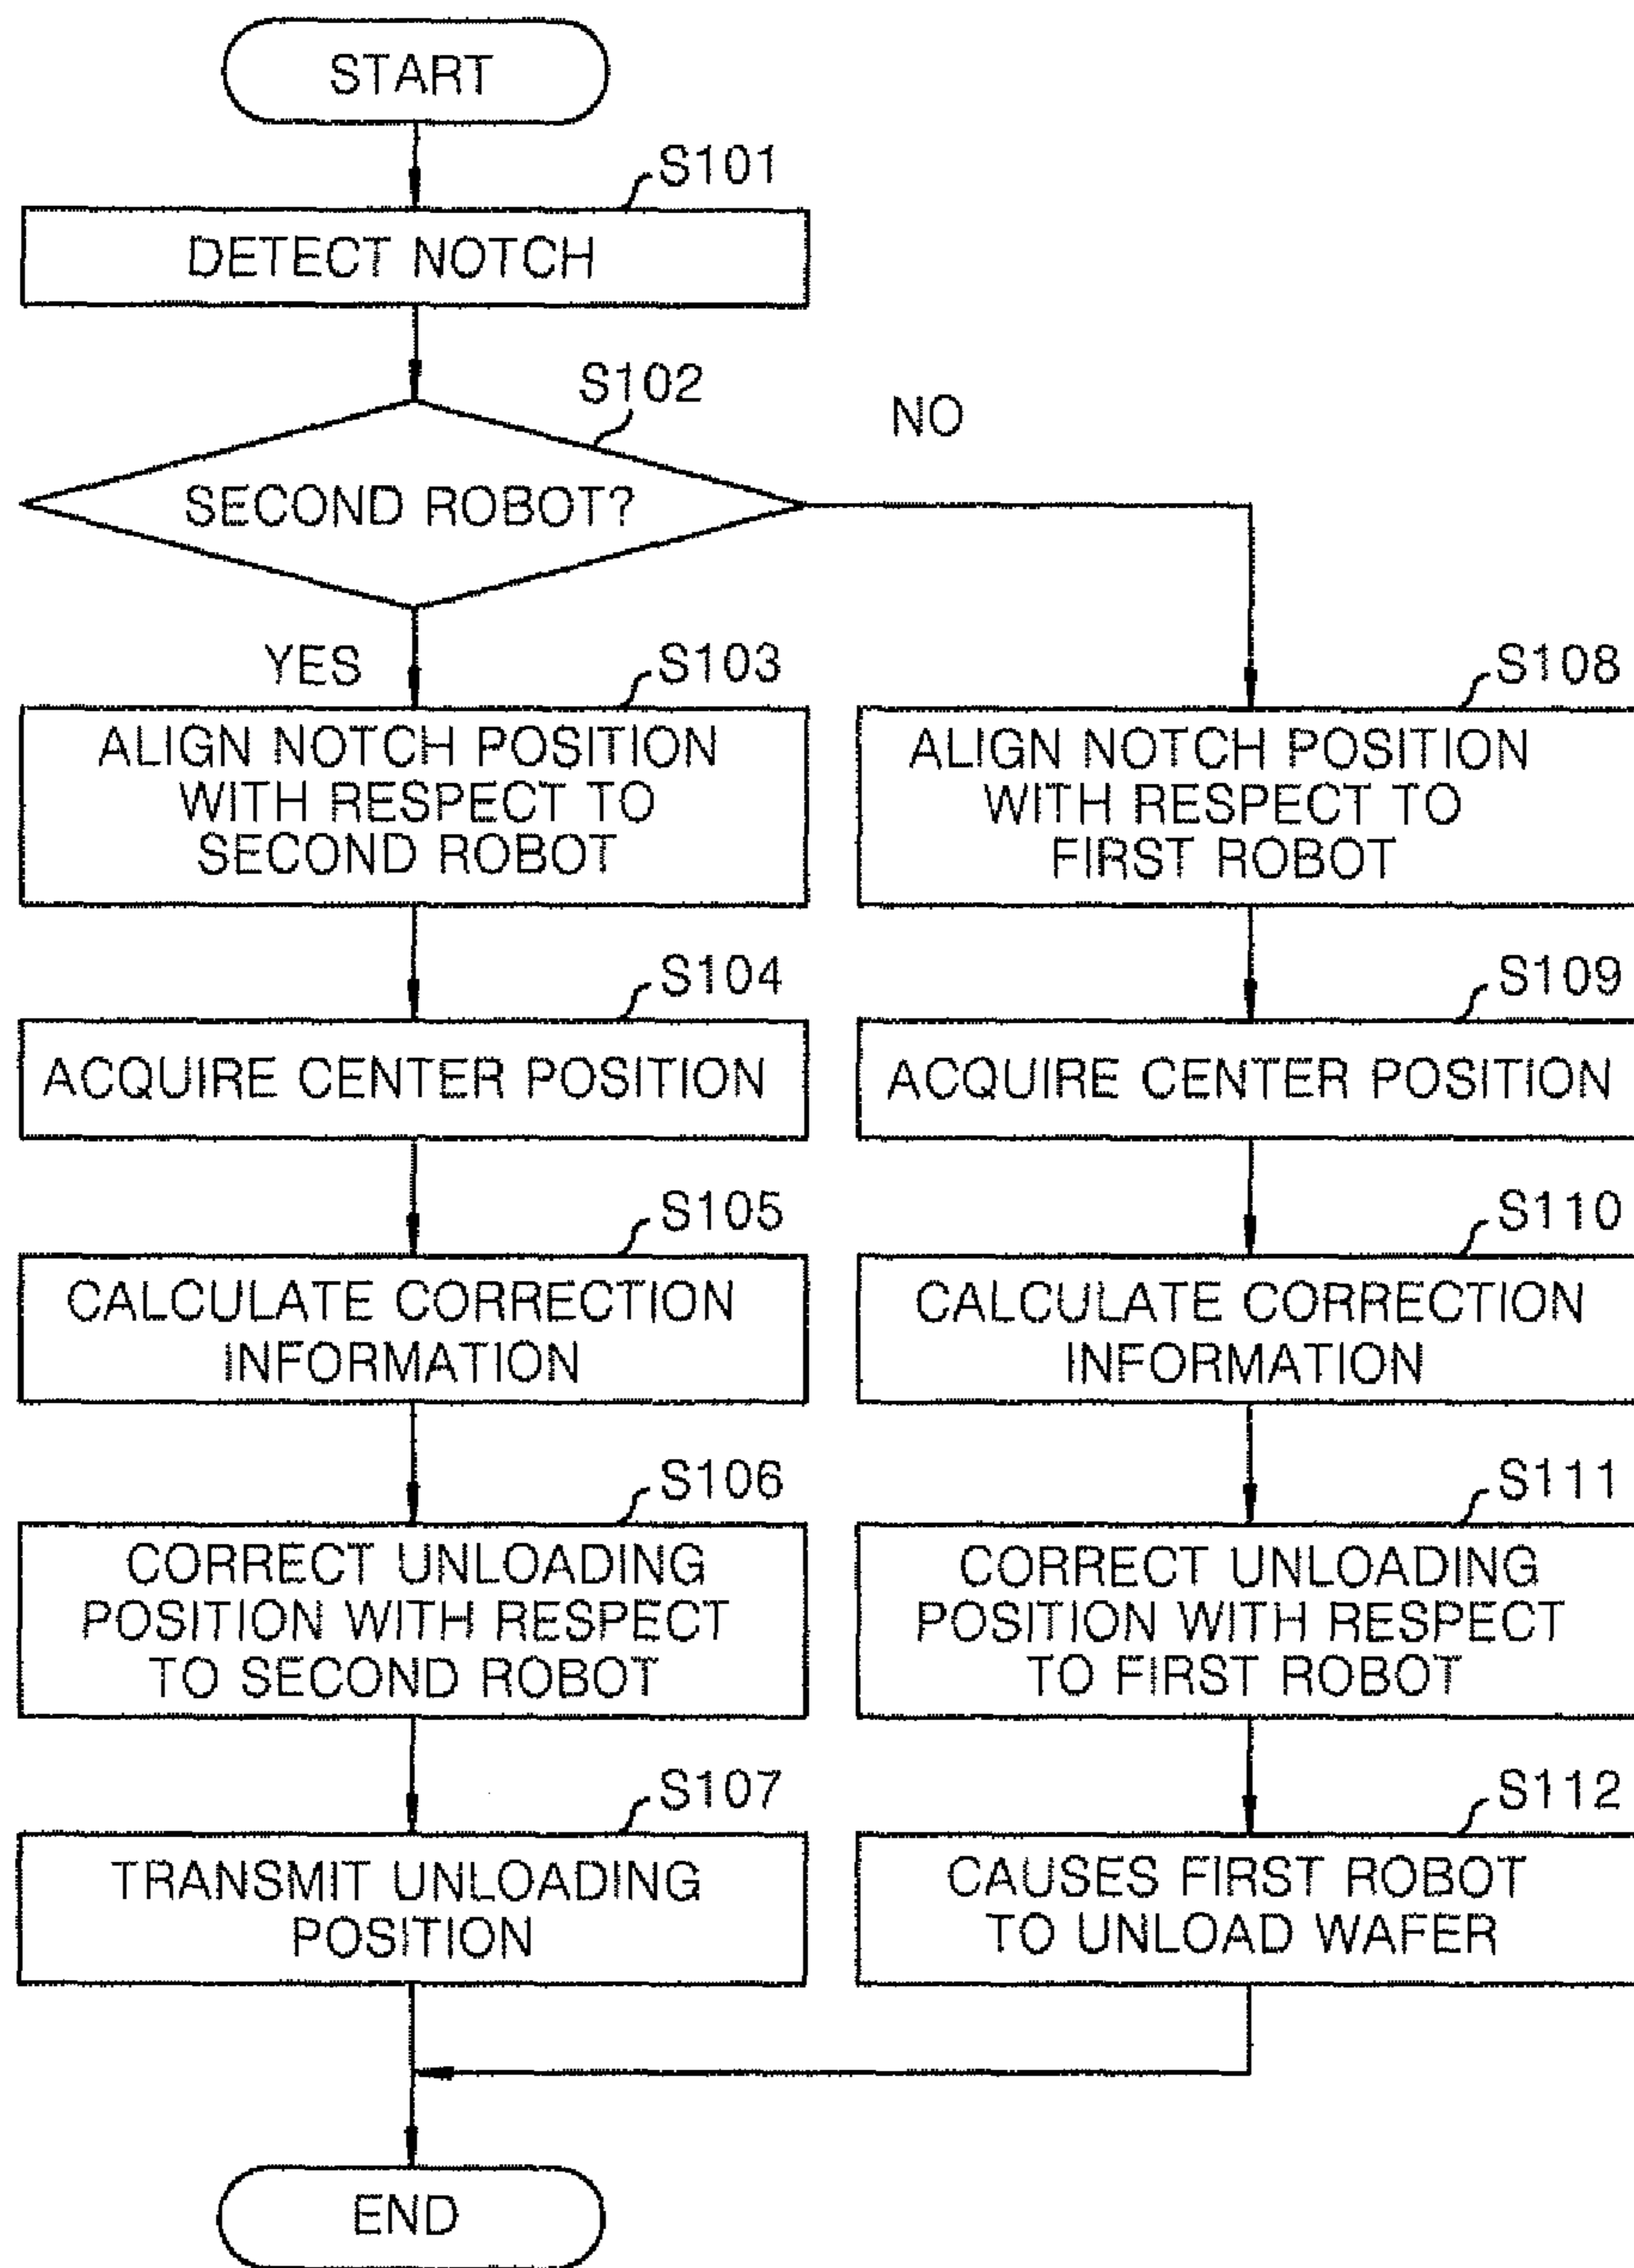 START
S101
DETECT NOTCH
S102
NO
SECOND ROBOT?
YES
S103
ALIGN NOTCH POSITION
WITH RESPECT TO
SECOND ROBOT
S104
ACQUIRE CENTER POSITION
S105
CALCULATE CORRECTION
INFORMATION
S106
CORRECT UNLOADING
POSITION WITH RESPECT
TO SECOND ROBOT
S107
TRANSMIT UNLOADING
POSITION
S108
ALIGN NOTCH POSITION
WITH RESPECT TO
FIRST ROBOT
S109
ACQUIRE CENTER POSITION
S110
CALCULATE CORRECTION
INFORMATION
S111
CORRECT UNLOADING
POSITION WITH RESPECT
TO FIRST ROBOT
S112
CAUSES FIRST ROBOT
TO UNLOAD WAFER
END